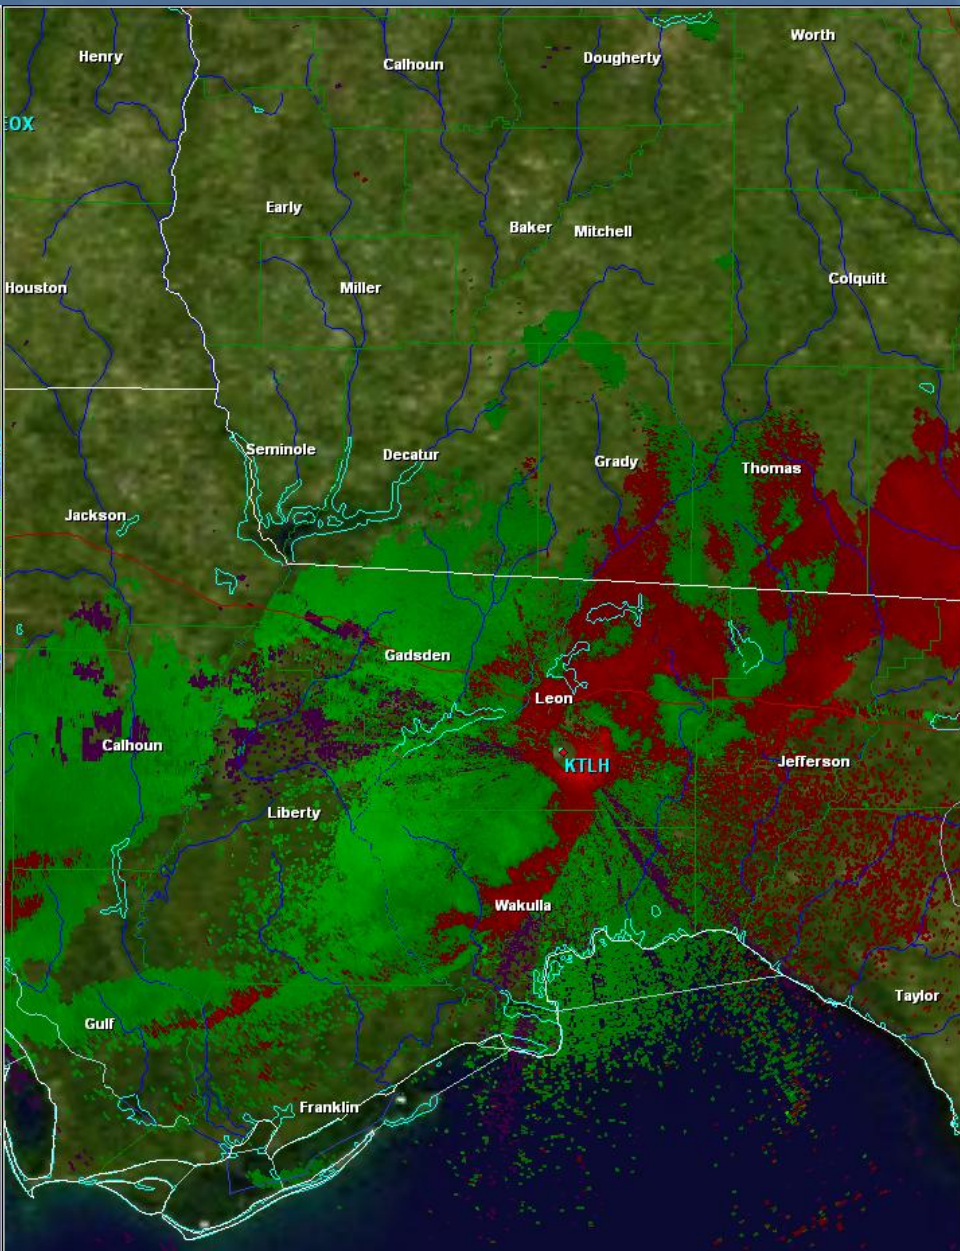 Worth
Henry
Calhoun
Dougherty
EOX
Early
Baker
Mitchell
Houston
Miller
Colquitt
Seminole
Decatur
Grady
Thomas
Jackson
Gadsden
Leon
Calhoun
KTLH
Jefferson
Liberty
Wakulla
Taylor
Gulf
Franklin